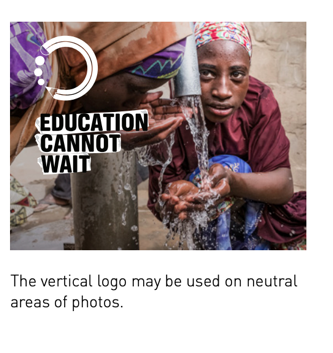 EDUCATION
CANNOT
WAIT
The vertical logo may be used on neutral
areas of photos.